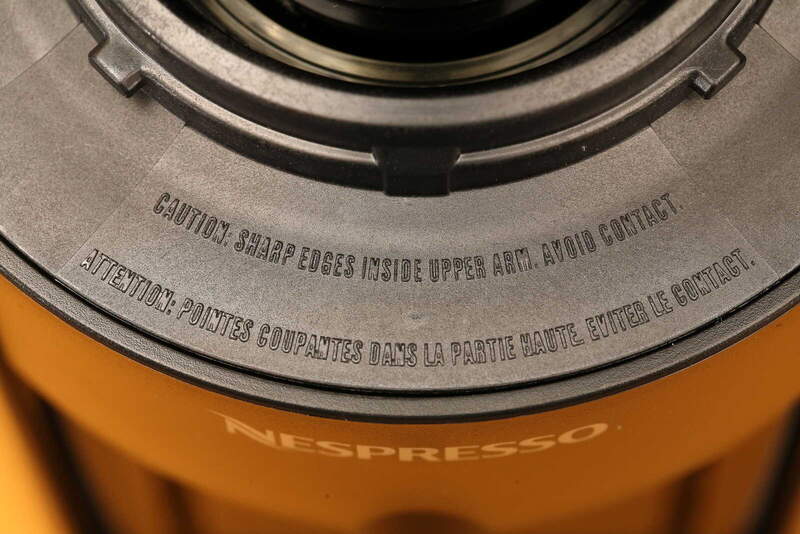 CAUTION: SHARP EDGES INSIDE UPPER ARM. AVOID CONTACT.
ATTENTION: POINTES COUPANTES DANS LA PARTIE HAUTE. EVITER LE CONTACT.
NESPRESSO.